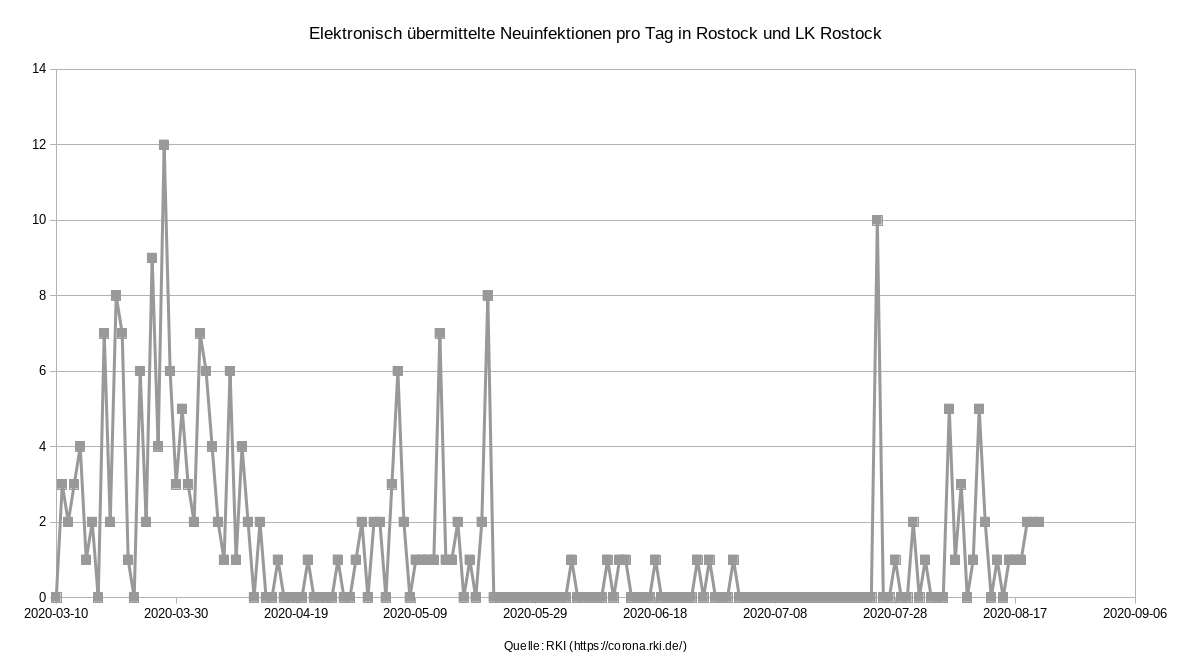 Elektronisch übermittelte Neuinfektionen pro Tag in Rostock und LK Rostock
14
12
10
8
6
4
2
0
2020-03-10 2020-03-30 2020-04-19 2020-05-09 2020-05-29 2020-06-18 2020-07-08 2020-07-28 2020-08-17 2020-09-06
Quelle: RKI (https://corona.rki.de/)